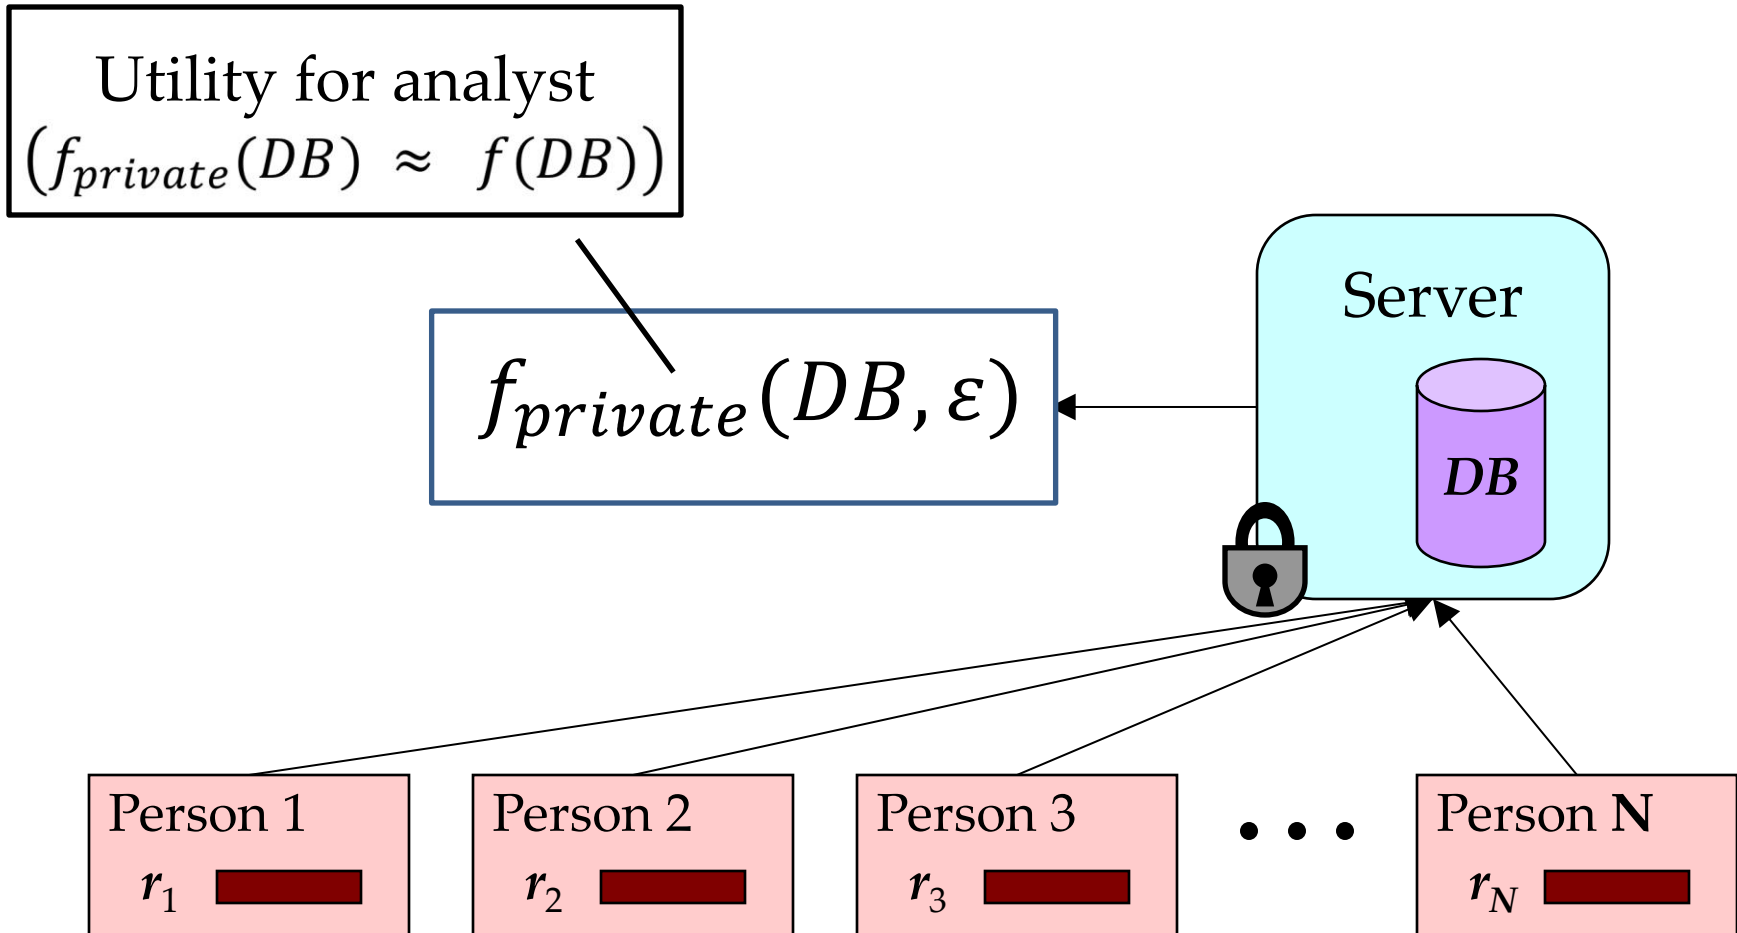 Utility for analyst
(f_private(DB) ≈ f(DB))
Server
f_private(DB, ε)
DB
Person 1
r_1
Person 2
r_2
Person 3
r_3
• • •
Person N
r_N